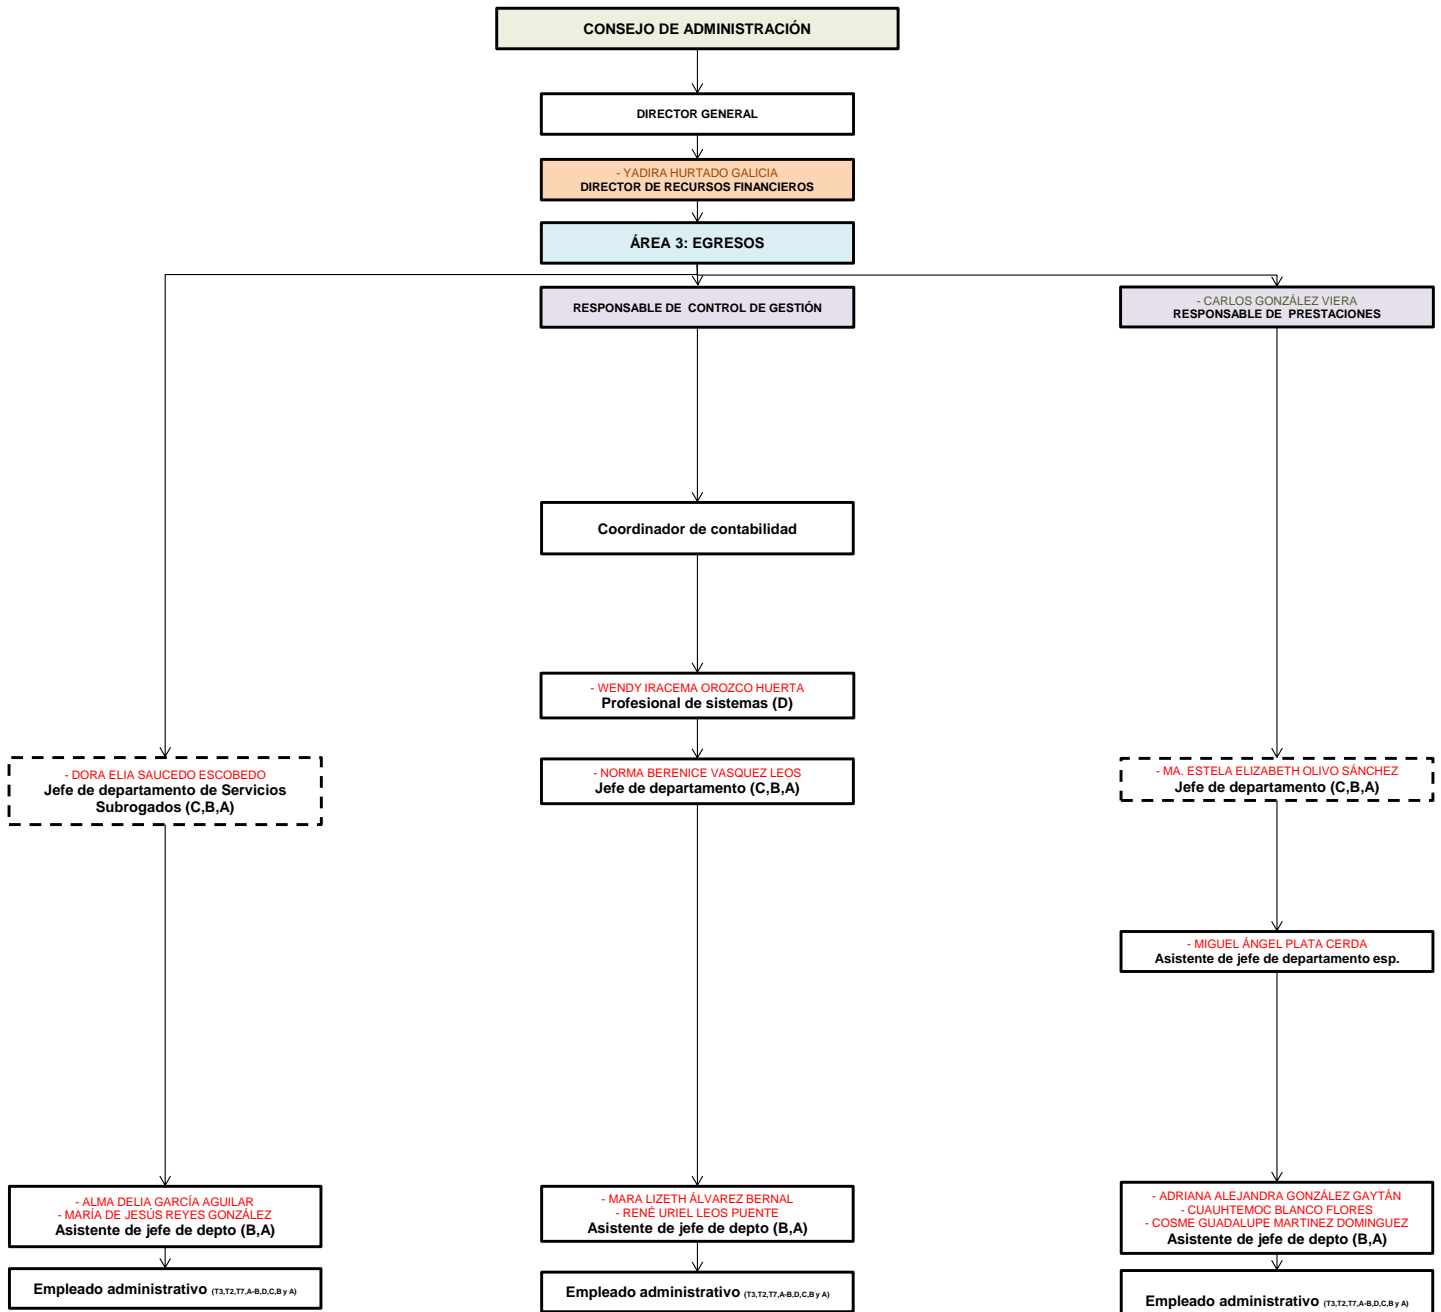 CONSEJO DE ADMINISTRACIÓN
DIRECTOR GENERAL
- YADIRA HURTADO GALICIA
DIRECTOR DE RECURSOS FINANCIEROS
ÁREA 3: EGRESOS
RESPONSABLE DE CONTROL DE GESTIÓN
- CARLOS GONZÁLEZ VIERA
RESPONSABLE DE PRESTACIONES
Coordinador de contabilidad
- WENDY IRACEMA OROZCO HUERTA
Profesional de sistemas (D)
- DORA ELIA SAUCEDO ESCOBEDO
Jefe de departamento de Servicios
Subrogados (C,B,A)
- NORMA BERENICE VASQUEZ LEOS
Jefe de departamento (C,B,A)
- MA. ESTELA ELIZABETH OLIVO SÁNCHEZ
Jefe de departamento (C,B,A)
- MIGUEL ÁNGEL PLATA CERDA
Asistente de jefe de departamento esp.
- ALMA DELIA GARCÍA AGUILAR
- MARÍA DE JESÚS REYES GONZÁLEZ
Asistente de jefe de depto (B,A)
- MARA LIZETH ÁLVAREZ BERNAL
- RENÉ URIEL LEOS PUENTE
Asistente de jefe de depto (B,A)
- ADRIANA ALEJANDRA GONZÁLEZ GAYTÁN
- CUAUHTEMOC BLANCO FLORES
- COSME GUADALUPE MARTINEZ DOMINGUEZ
Asistente de jefe de depto (B,A)
Empleado administrativo (T3,T2,T7,A-B,D,C,B y A)
Empleado administrativo (T3,T2,T7,A-B,D,C,B y A)
Empleado administrativo (T3,T2,T7,A-B,D,C,B y A)